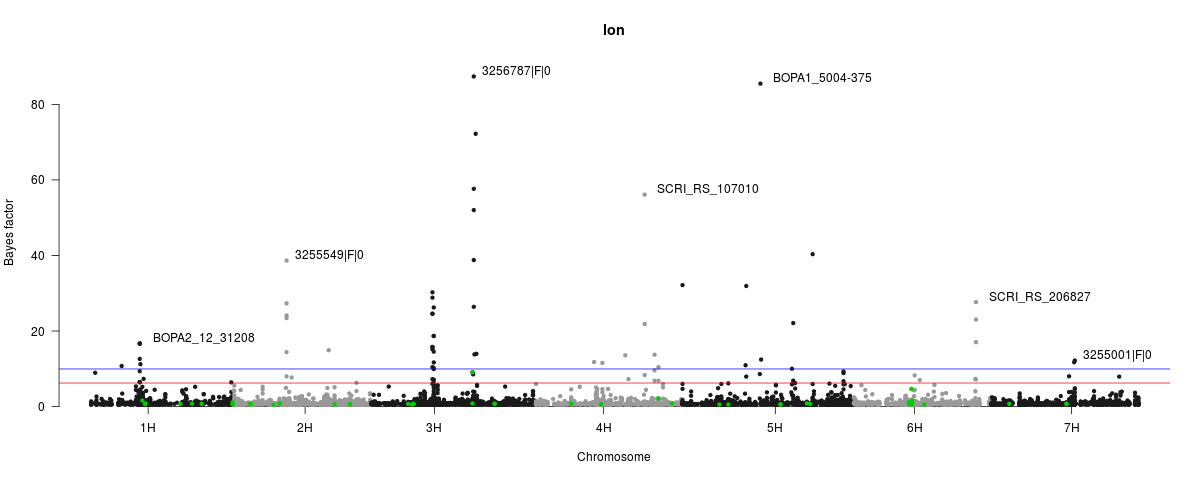 lon
3256787|F|0
BOPA1_5004-375
80
SCRI_RS_107010
60
3255549|F|0
40
SCRI_RS_206827
BOPA2_12_31208
20
3255001|F|0
0
Bayes factor
1H
2H
3H
4H
5H
6H
7H
Chromosome